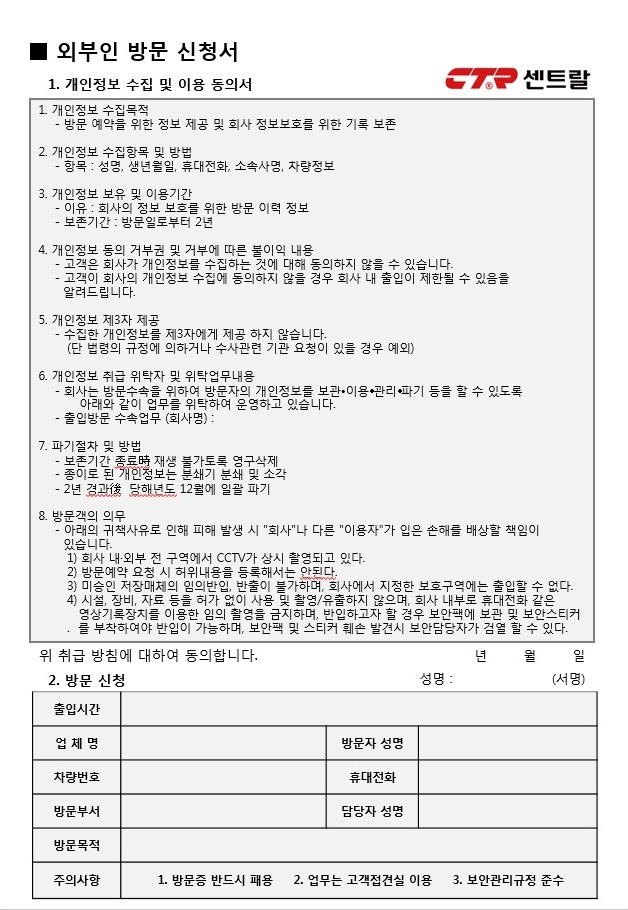 ■ 외부인 방문 신청서
1. 개인정보 수집 및 이용 동의서
CTR 센트랄
1. 개인정보 수집목적
- 방문 예약을 위한 정보 제공 및 회사 정보보호를 위한 기록 보존
2. 개인정보 수집항목 및 방법
- 항목 : 성명, 생년월일, 휴대전화, 소속사명, 차량정보
3. 개인정보 보유 및 이용기간
- 이유 : 회사의 정보 보호를 위한 방문 이력 정보
- 보존기간 : 방문일로부터 2년
4. 개인정보 동의 거부권 및 거부에 따른 불이익 내용
- 고객은 회사가 개인정보를 수집하는 것에 대해 동의하지 않을 수 있습니다.
- 고객이 회사의 개인정보 수집에 동의하지 않을 경우 회사 내 출입이 제한될 수 있음을
알려드립니다.
5. 개인정보 제3자 제공
- 수집한 개인정보를 제3자에게 제공 하지 않습니다.
(단 법령의 규정에 의하거나 수사관련 기관 요청이 있을 경우 예외)
6. 개인정보 취급 위탁자 및 위탁업무내용
- 회사는 방문수속을 위하여 방문자의 개인정보를 보관•이용•관리•파기 등을 할 수 있도록
아래와 같이 업무를 위탁하여 운영하고 있습니다.
- 출입방문 수속업무 (회사명) :
7. 파기절차 및 방법
- 보존기간 종료時 재생 불가토록 영구삭제
- 종이로 된 개인정보는 분쇄기 분쇄 및 소각
- 2년 경과後 당해년도 12월에 일괄 파기
8. 방문객의 의무
- 아래의 귀책사유로 인해 피해 발생 시 "회사"나 다른 "이용자"가 입은 손해를 배상할 책임이
있습니다.
1) 회사 내·외부 전 구역에서 CCTV가 상시 촬영되고 있다.
2) 방문예약 요청 시 허위내용을 등록해서는 안된다.
3) 미승인 저장매체의 임의반입, 반출이 불가하며, 회사에서 지정한 보호구역에는 출입할 수 없다.
4) 시설, 장비, 자료 등을 허가 없이 사용 및 촬영/유출하지 않으며, 회사 내부로 휴대전화 같은
영상기록장치를 이용한 임의 촬영을 금지하며, 반입하고자 할 경우 보안팩에 보관 및 보안스티커
. 를 부착하여야 반입이 가능하며, 보안팩 및 스티커 훼손 발견시 보안담당자가 검열 할 수 있다.
위 취급 방침에 대하여 동의합니다. 년 월 일
2. 방문 신청 성명 : (서명)
출입시간
업 체 명 방문자 성명
차량번호 휴대전화
방문부서 담당자 성명
방문목적
주의사항 1. 방문증 반드시 패용 2. 업무는 고객접견실 이용 3. 보안관리규정 준수